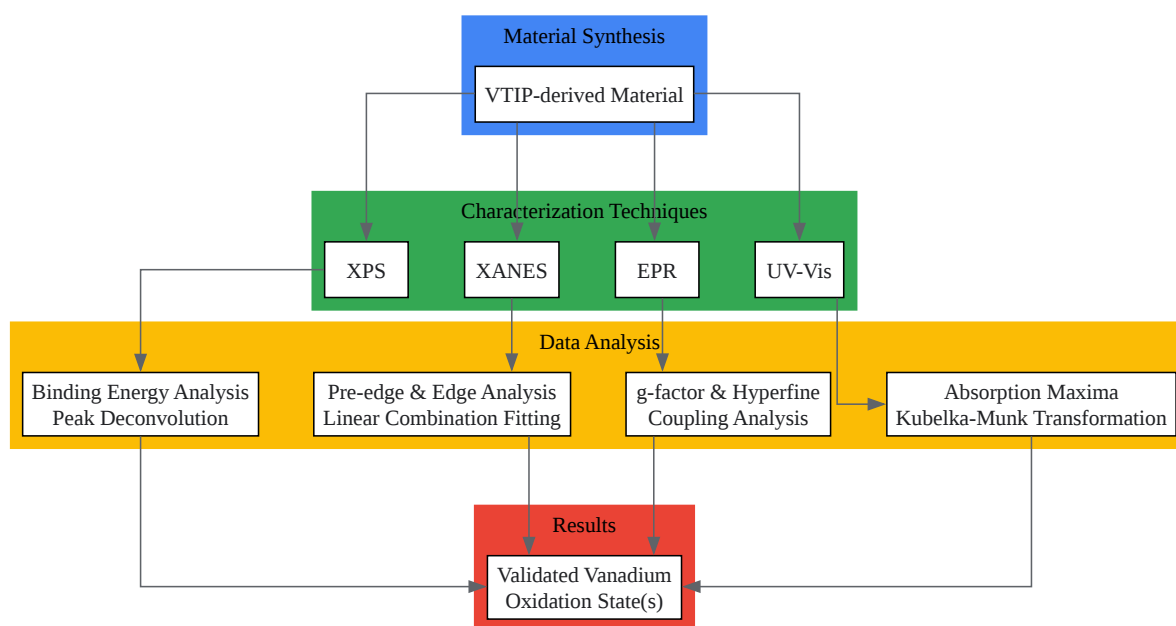 Material Synthesis
VTIP-derived Material
Characterization Techniques
XPS
XANES
EPR
UV-Vis
Data Analysis
Binding Energy Analysis
Peak Deconvolution
Pre-edge & Edge Analysis
Linear Combination Fitting
g-factor & Hyperfine
Coupling Analysis
Absorption Maxima
Kubelka-Munk Transformation
Results
Validated Vanadium
Oxidation State(s)